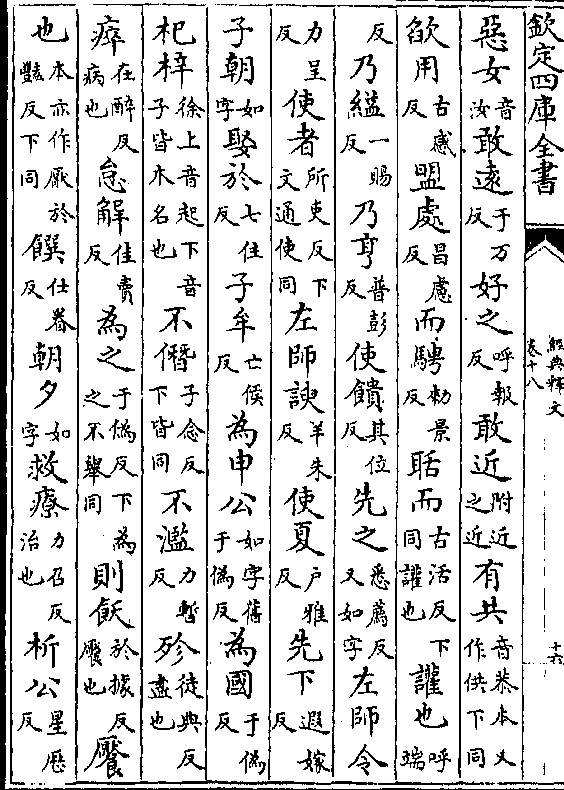 欽定四庫全書
經典釋文
卷十八
十六
惡女音汝敢遠于万反好之呼報反敢近附近之近有共音恭本又作供下同
欿用古感反盟處昌慮反而騁勑景反聒而古活反下同讙也讙也呼端
反乃縊一賜反乃亨普彭反使饋其位反先之悉薦反又如字左師令
力呈反使者所吏反下文通使同左師諛羊朱反使夏戶雅反先下遐嫁反
子朝如字娶於七住反子牟亡侯反為申公如字舊于偽反為國于偽反
杞梓徐上音起下音子皆木名也不僭子念反下皆同不濫力暫反殄徒典反盡也
瘁在醉反病也怠解佳賣反為之于偽反下為之不舉同則飫於據反饜也饜
也本亦作厭於豔反下同饌仕眷反朝夕如字救療力召反治也析公星歷反